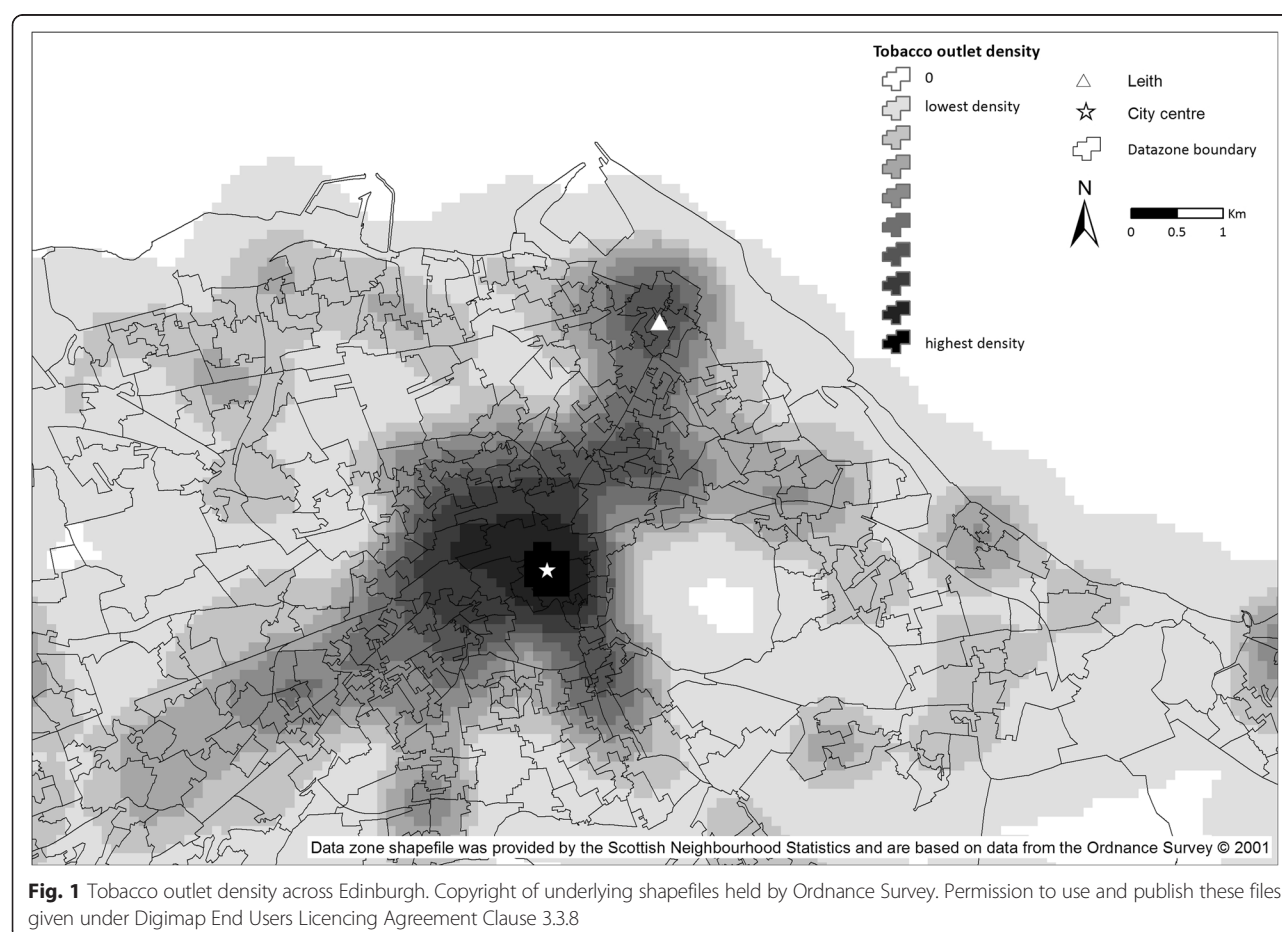 Tobacco outlet density
0
lowest density
highest density
Leith
City centre
Datazone boundary
N
Km
0 0.5 1
Data zone shapefile was provided by the Scottish Neighbourhood Statistics and are based on data from the Ordnance Survey © 2001
Fig. 1 Tobacco outlet density across Edinburgh. Copyright of underlying shapefiles held by Ordnance Survey. Permission to use and publish these files
given under Digimap End Users Licencing Agreement Clause 3.3.8